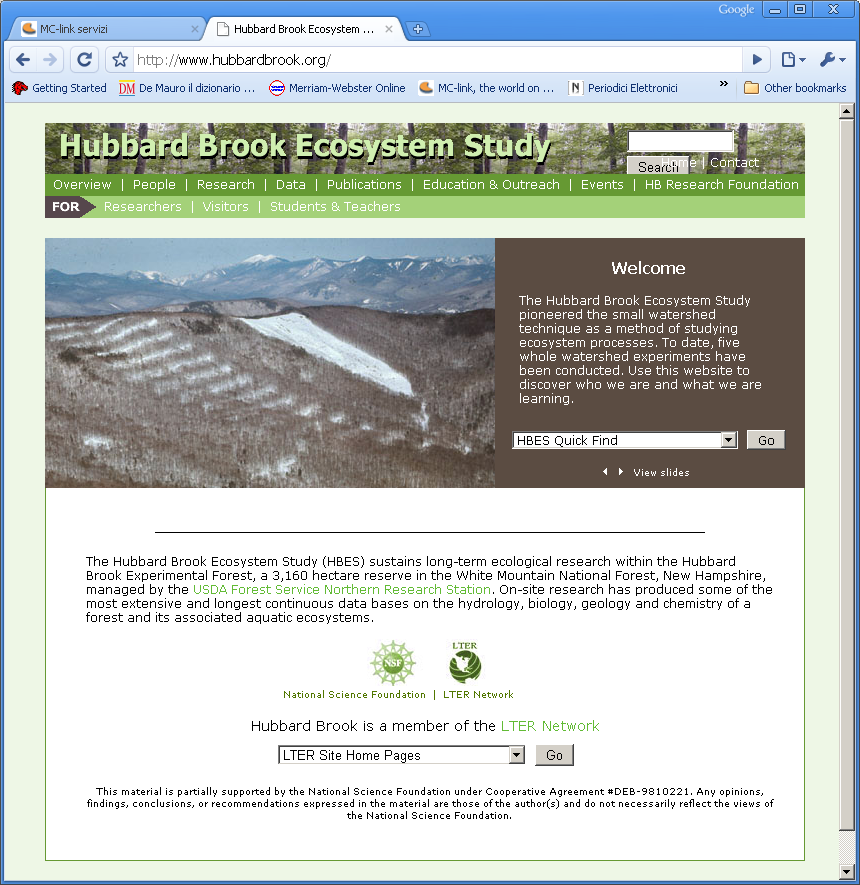 Google
MC-link servizi
Hubbard Brook Ecosystem ...
http://www.hubbardbrook.org/
Getting Started
DM De Mauro il dizionario ...
Merriam-Webster Online
MC-link, the world on ...
N Periodici Elettronici
»
Other bookmarks
Hubbard Brook Ecosystem Study
Search
Home | Contact
Overview | People | Research | Data | Publications | Education & Outreach | Events | HB Research Foundation
FOR Researchers | Visitors | Students & Teachers
Welcome
The Hubbard Brook Ecosystem Study
pioneered the small watershed
technique as a method of studying
ecosystem processes. To date, five
whole watershed experiments have
been conducted. Use this website to
discover who we are and what we are
learning.
HBES Quick Find
Go
View slides
The Hubbard Brook Ecosystem Study (HBES) sustains long-term ecological research within the Hubbard
Brook Experimental Forest, a 3,160 hectare reserve in the White Mountain National Forest, New Hampshire,
managed by the USDA Forest Service Northern Research Station. On-site research has produced some of the
most extensive and longest continuous data bases on the hydrology, biology, geology and chemistry of a
forest and its associated aquatic ecosystems.
NSF
LTER
National Science Foundation | LTER Network
Hubbard Brook is a member of the LTER Network
LTER Site Home Pages
Go
This material is partially supported by the National Science Foundation under Cooperative Agreement #DEB-9810221. Any opinions,
findings, conclusions, or recommendations expressed in the material are those of the author(s) and do not necessarily reflect the views of
the National Science Foundation.